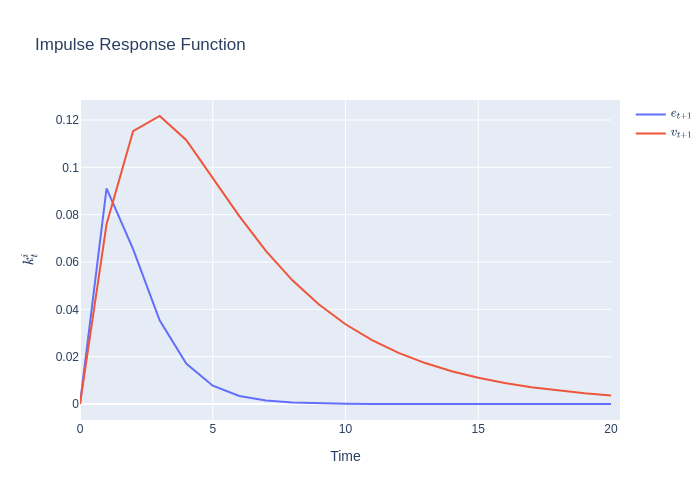 Impulse Response Function
e_{t+1}
v_{t+1}
0.12
0.1
0.08
0.06
0.04
0.02
0
k_t^i
0 5 10 15 20
Time